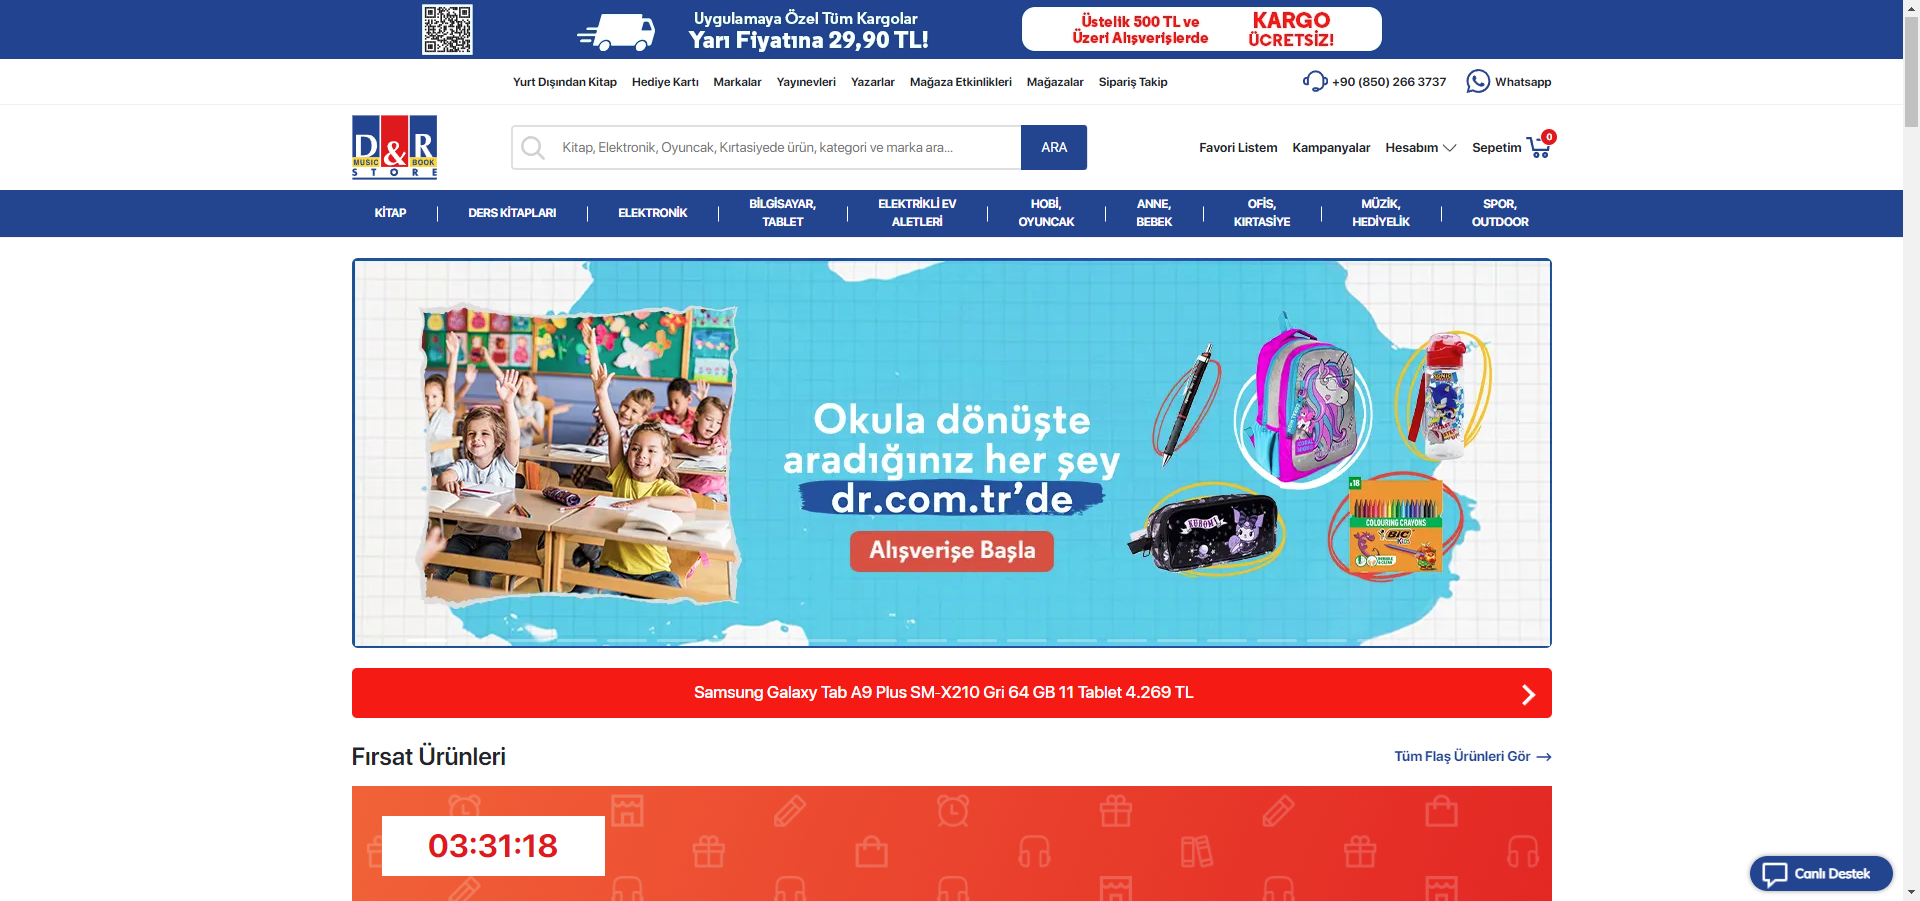 Uygulamaya Özel Tüm Kargolar
Yarı Fiyatına 29,90 TL!
Üstelik 500 TL ve
Üzeri Alışverişlerde
KARGO
ÜCRETSİZ!
Yurt Dışından Kitap Hediye Kartı Markalar Yayınevleri Yazarlar Mağaza Etkinlikleri Mağazalar Sipariş Takip
+90 (850) 266 3737 Whatsapp
D&R
MUSIC BOOK
STORE
Kitap, Elektronik, Oyuncak, Kırtasiyede ürün, kategori ve marka ara...
ARA
Favori Listem Kampanyalar Hesabım Sepetim 0
KİTAP
DERS KİTAPLARI
ELEKTRONİK
BİLGİSAYAR,
TABLET
ELEKTRİKLİ EV
ALETLERİ
HOBİ,
OYUNCAK
ANNE,
BEBEK
OFİS,
KIRTASİYE
MÜZİK,
HEDİYELİK
SPOR,
OUTDOOR
Okula dönüşte
aradığınız her şey
dr.com.tr'de
Alışverişe Başla
KUROMI
x18
COLOURING CRAYONS
BIC
Kids
Samsung Galaxy Tab A9 Plus SM-X210 Gri 64 GB 11 Tablet 4.269 TL
Fırsat Ürünleri
Tüm Flaş Ürünleri Gör
03:31:18
Canlı Destek